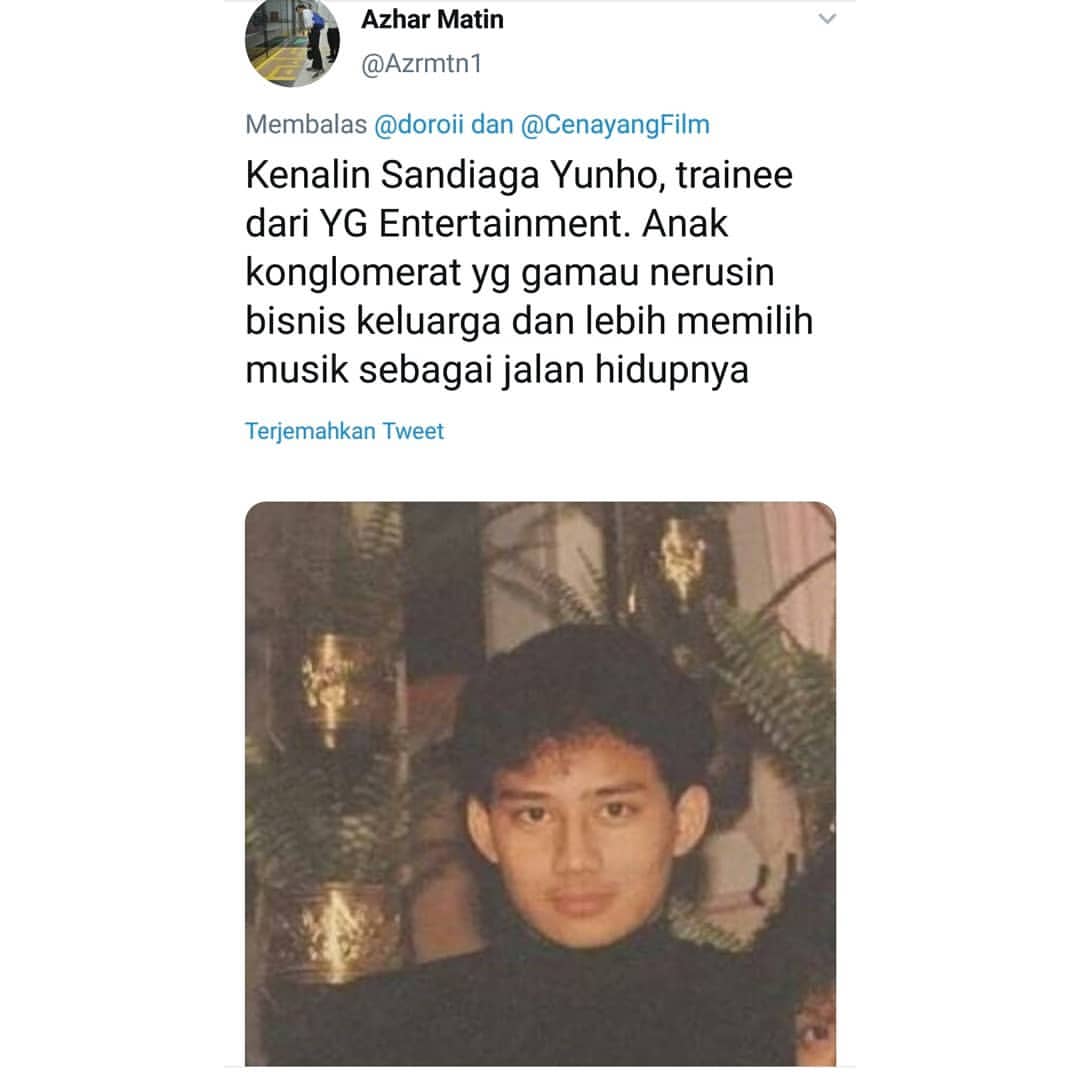 Azhar Matin
@Azrmtn1
Membalas @doroii dan @CenayangFilm
Kenalin Sandiaga Yunho, trainee
dari YG Entertainment. Anak
konglomerat yg gamau nerusin
bisnis keluarga dan lebih memilih
musik sebagai jalan hidupnya
Terjemahkan Tweet